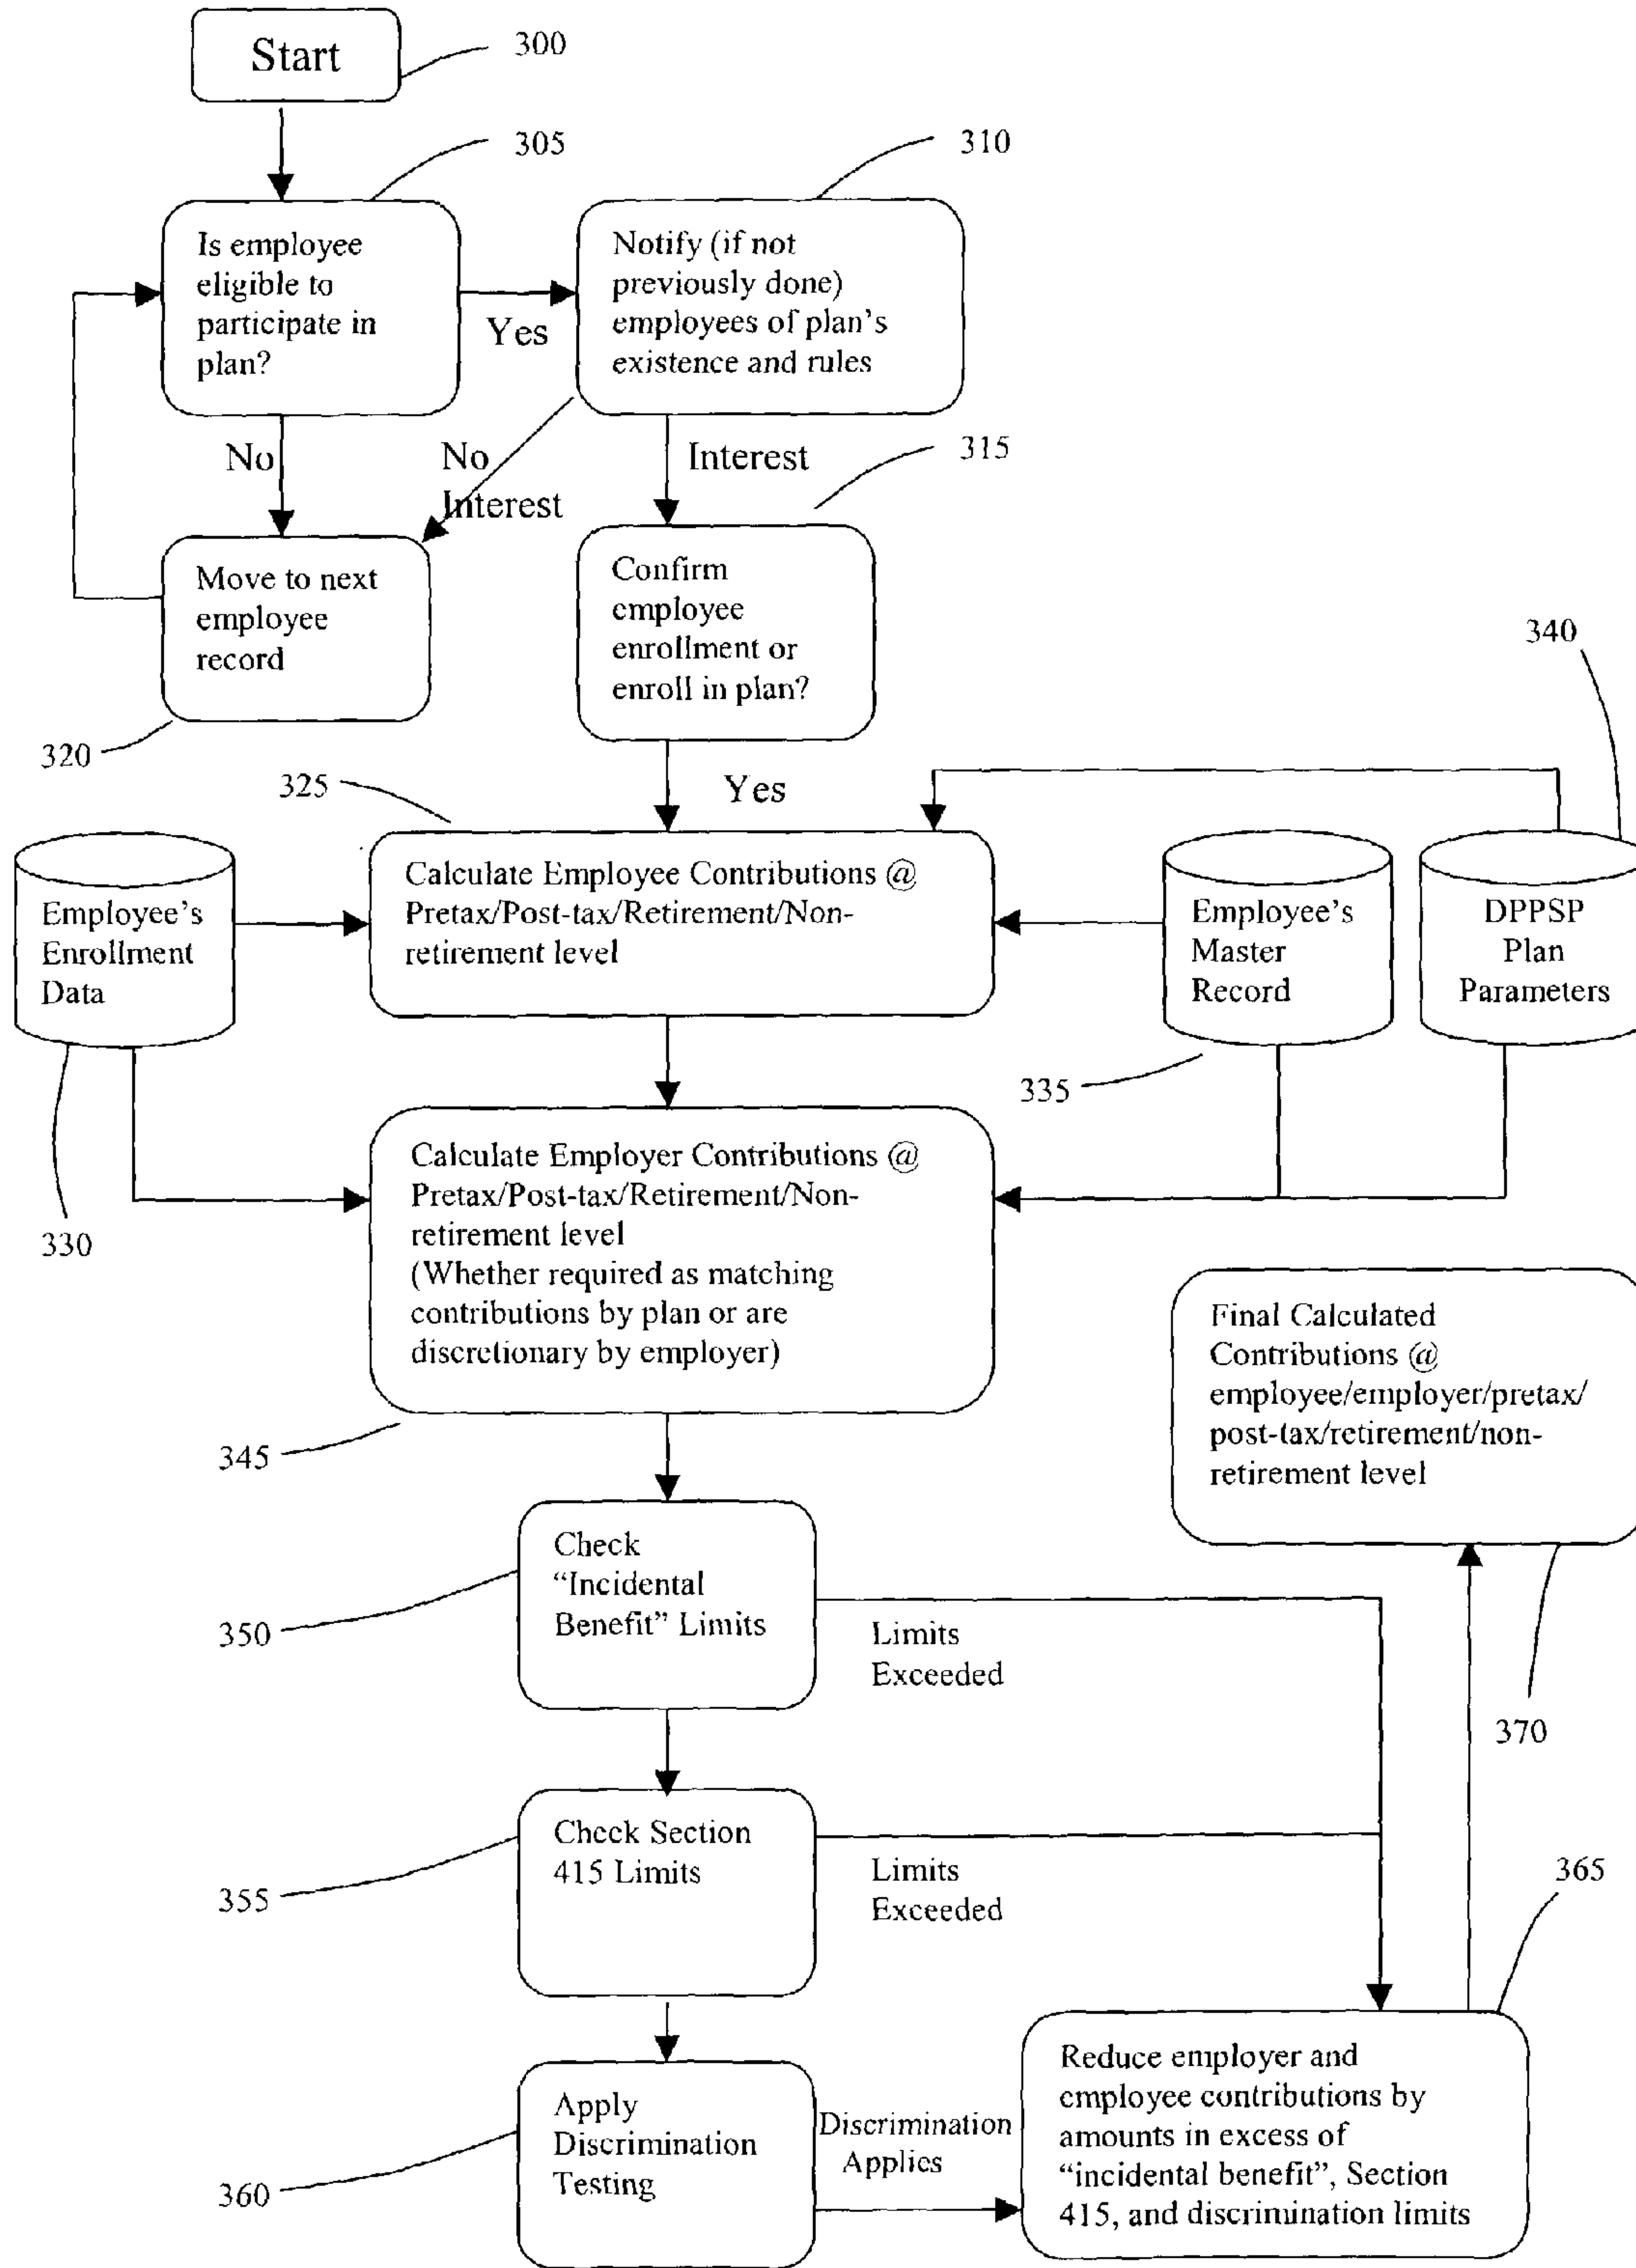 Start
300
305
310
Is employee
eligible to
participate in
plan?
Yes
Notify (if not
previously done)
employees of plan's
existence and rules
No
No
Interest
Interest
315
Move to next
employee
record
320
Confirm
employee
enrollment or
enroll in plan?
340
325
Yes
Employee's
Enrollment
Data
Calculate Employee Contributions @
Pretax/Post-tax/Retirement/Non-
retirement level
Employee's
Master
Record
DPPSP
Plan
Parameters
335
330
Calculate Employer Contributions @
Pretax/Post-tax/Retirement/Non-
retirement level
(Whether required as matching
contributions by plan or are
discretionary by employer)
345
Final Calculated
Contributions @
employee/employer/pretax/
post-tax/retirement/non-
retirement level
370
Check
“Incidental
Benefit” Limits
350
Limits
Exceeded
Check Section
415 Limits
355
Limits
Exceeded
365
Apply
Discrimination
Testing
360
Discrimination
Applies
Reduce employer and
employee contributions by
amounts in excess of
“incidental benefit”, Section
415, and discrimination limits